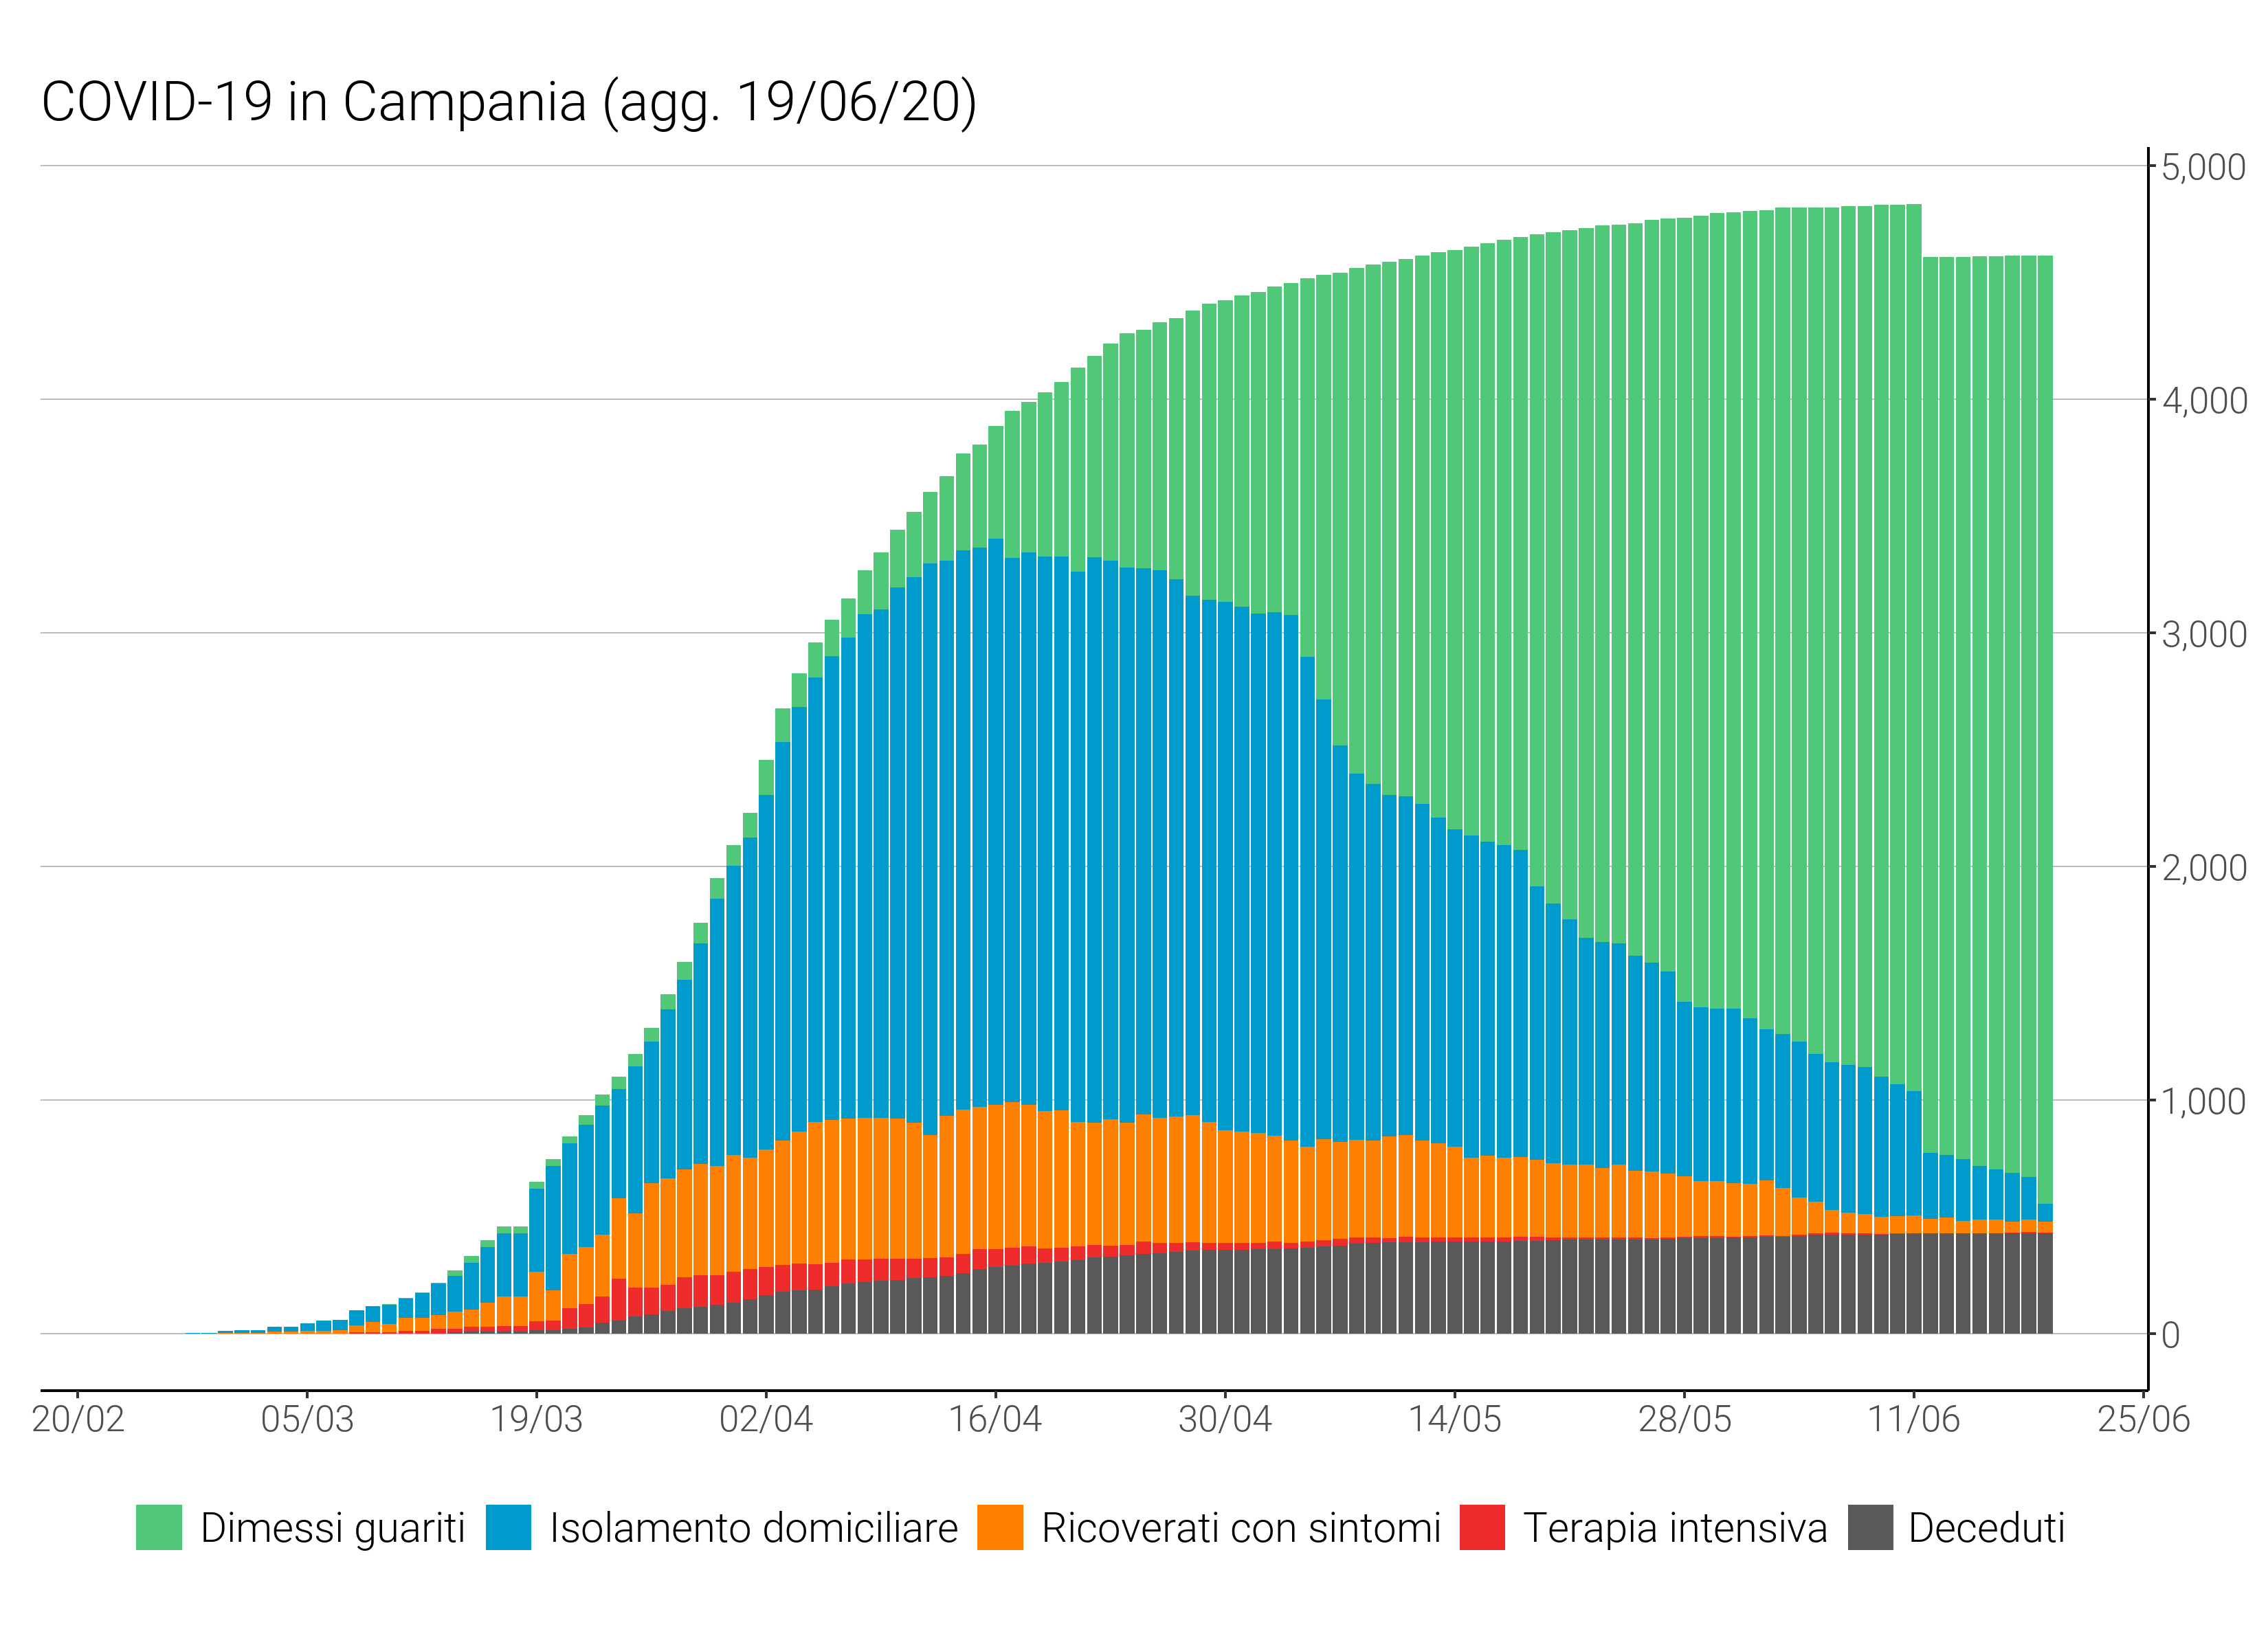 COVID-19 in Campania (agg. 19/06/20)
5,000
4,000
3,000
2,000
1,000
0
20/02 05/03 19/03 02/04 16/04 30/04 14/05 28/05 11/06 25/06
Dimessi guariti Isolamento domiciliare Ricoverati con sintomi Terapia intensiva Deceduti